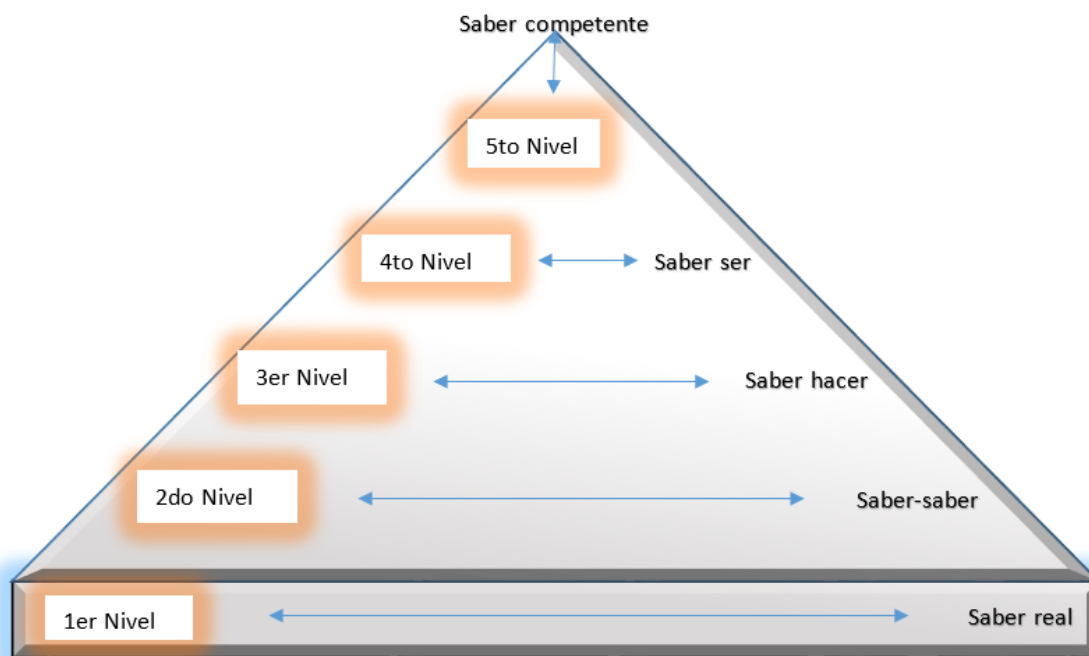 Saber competente
5to Nivel
4to Nivel Saber ser
3er Nivel Saber hacer
2do Nivel Saber-saber
1er Nivel Saber real